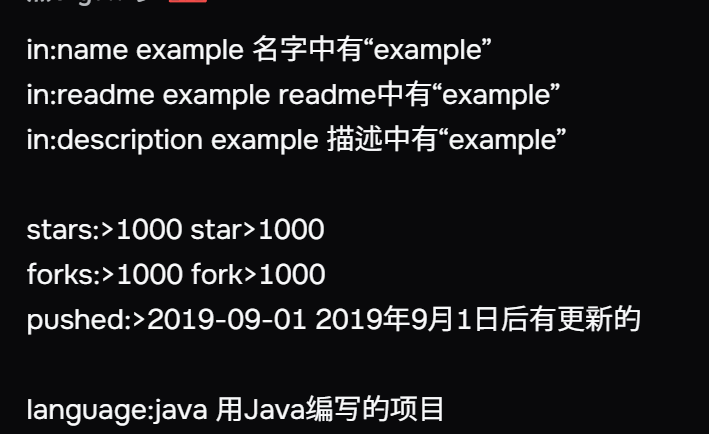 in:name example 名字中有“example”
in:readme example readme中有“example”
in:description example 描述中有“example”
stars:>1000 star>1000
forks:>1000 fork>1000
pushed:>2019-09-01 2019年9月1日后有更新的
language:java 用Java编写的项目